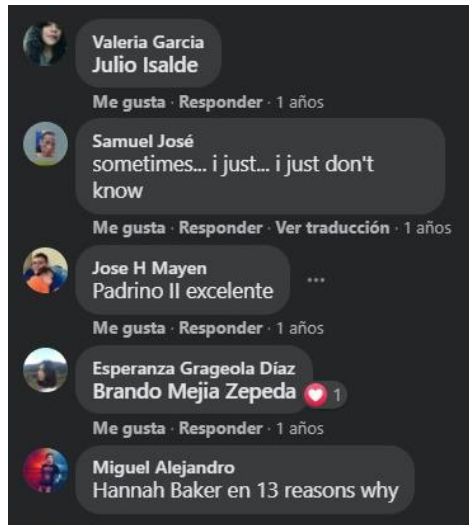 Valeria Garcia
Julio Isalde
Me gusta · Responder · 1 años
Samuel José
sometimes... i just... i just don't
know
Me gusta · Responder · Ver traducción · 1 años
Jose H Mayen
Padrino II excelente
Me gusta · Responder · 1 años
Esperanza Grageola Díaz
Brando Mejia Zepeda 1
Me gusta · Responder · 1 años
Miguel Alejandro
Hannah Baker en 13 reasons why